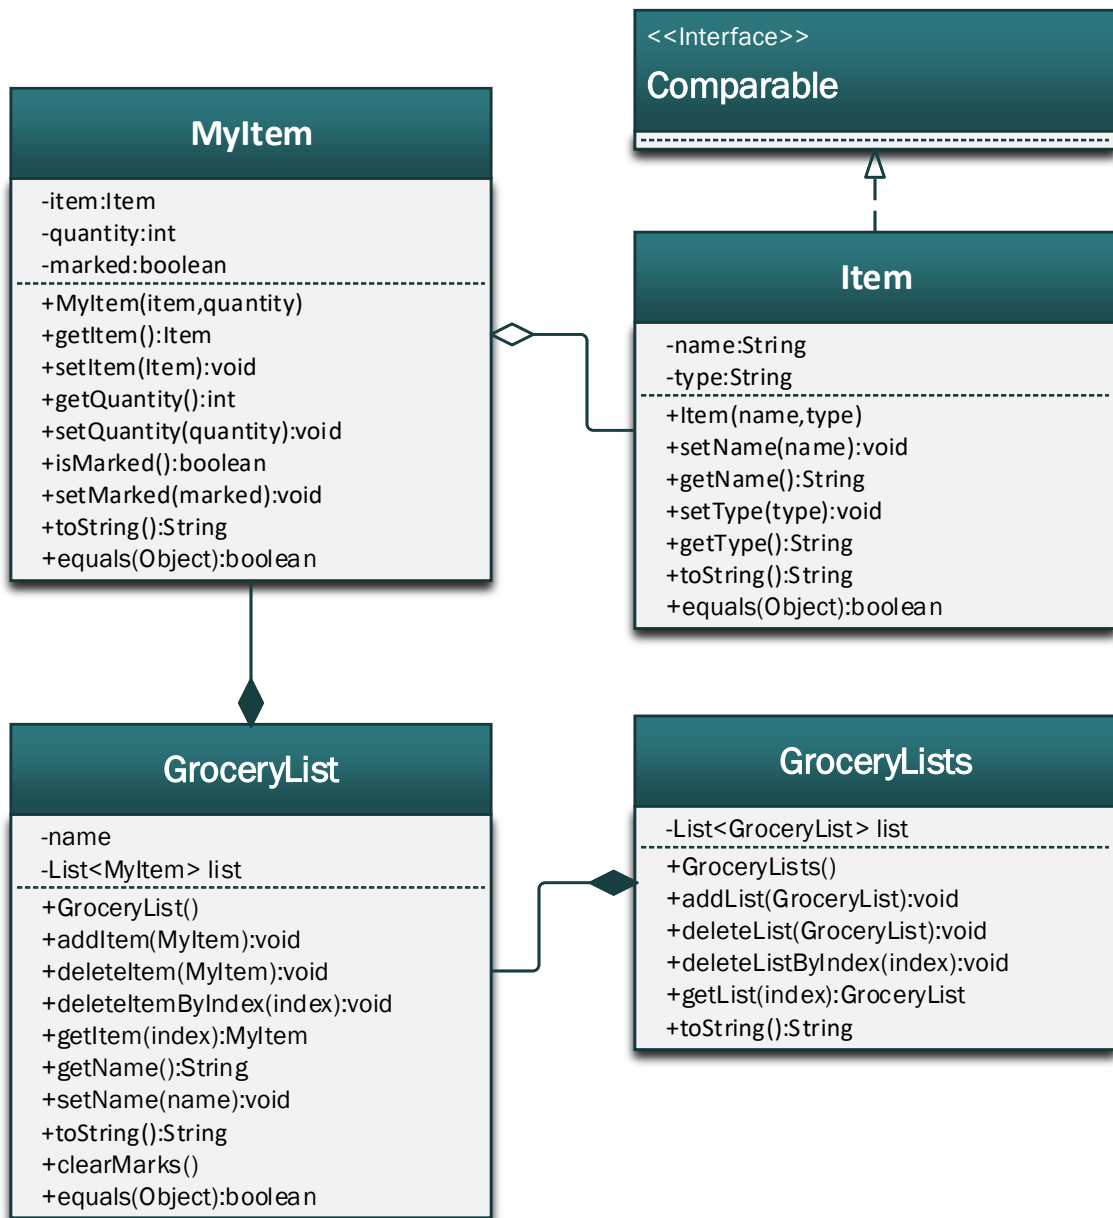 <<Interface>>
Comparable
MyItem
-item:Item
-quantity:int
-marked:boolean
+MyItem(item,quantity)
+getItem():Item
+setItem(Item):void
+getQuantity():int
+setQuantity(quantity):void
+isMarked():boolean
+setMarked(marked):void
+toString():String
+equals(Object):boolean
Item
-name:String
-type:String
+Item(name,type)
+setName(name):void
+getName():String
+setType(type):void
+getType():String
+toString():String
+equals(Object):boolean
GroceryList
-name
-List<MyItem> list
+GroceryList()
+addItem(MyItem):void
+deleteItem(MyItem):void
+deleteItemByIndex(index):void
+getItem(index):MyItem
+getName():String
+setName(name):void
+toString():String
+clearMarks()
+equals(Object):boolean
GroceryLists
-List<GroceryList> list
+GroceryLists()
+addList(GroceryList):void
+deleteList(GroceryList):void
+deleteListByIndex(index):void
+getList(index):GroceryList
+toString():String